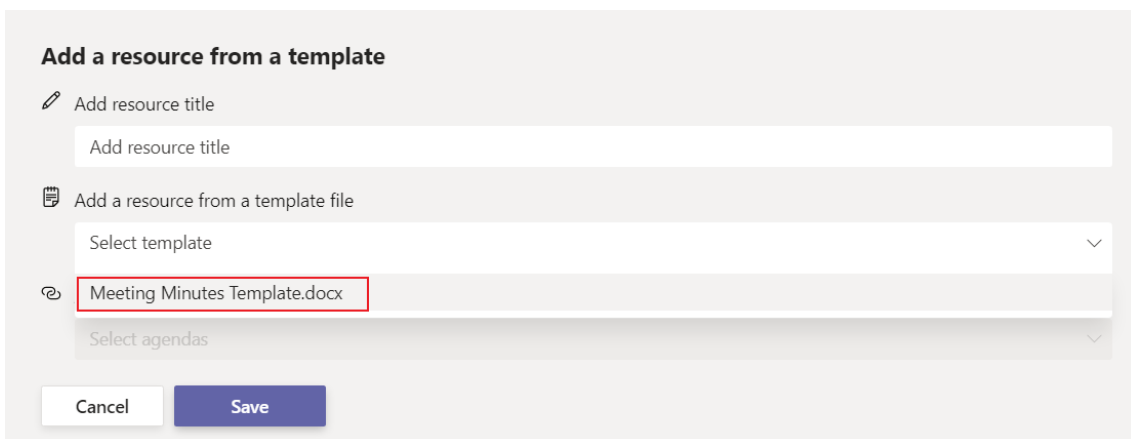 Add a resource from a template
Add resource title
Add resource title
Add a resource from a template file
Select template
Meeting Minutes Template.docx
Select agendas
Cancel
Save